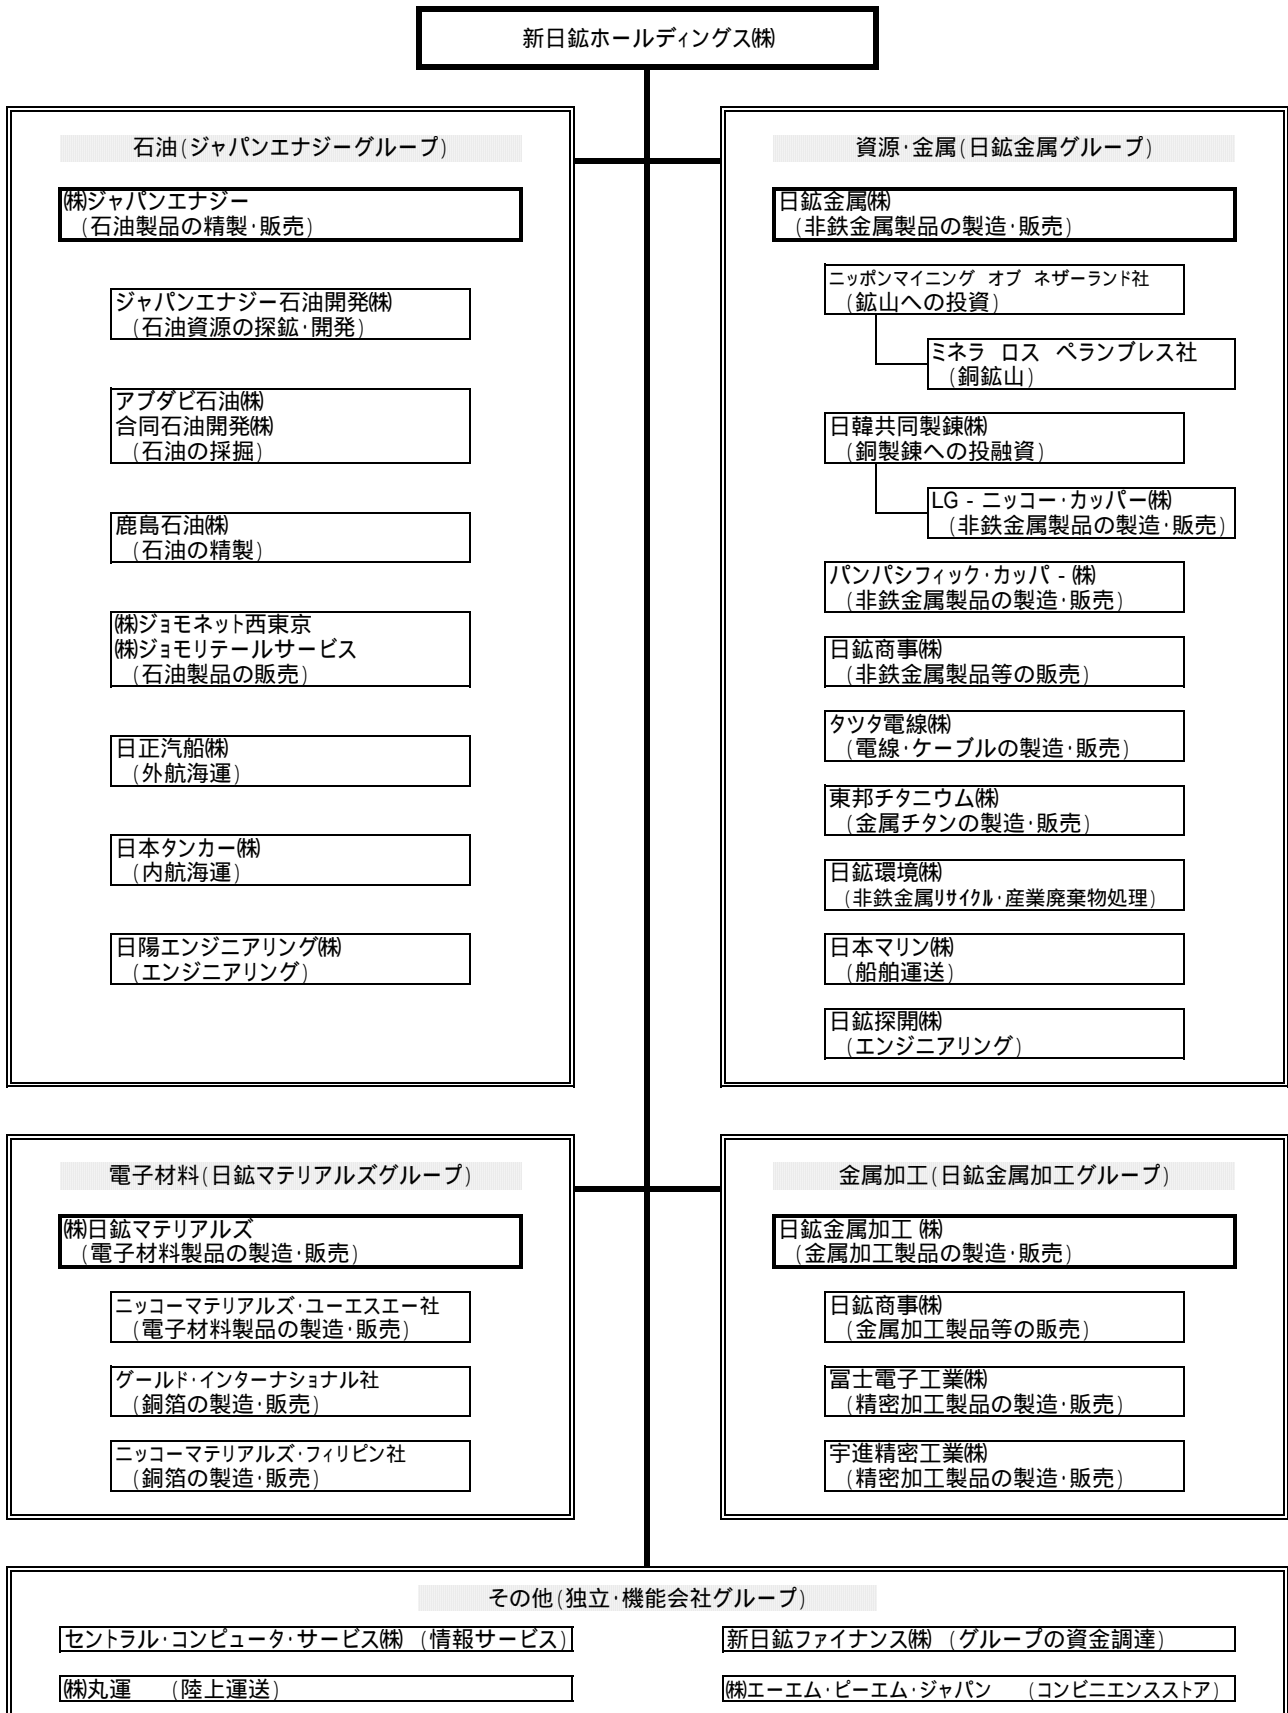 新日鉱ホールディングス㈱
石油(ジャパンエナジーグループ)
㈱ジャパンエナジー
(石油製品の精製・販売)
ジャパンエナジー石油開発㈱
(石油資源の探鉱・開発)
アブダビ石油㈱
合同石油開発㈱
(石油の採掘)
鹿島石油㈱
(石油の精製)
㈱ジョモネット西東京
㈱ジョモリテールサービス
(石油製品の販売)
日正汽船㈱
(外航海運)
日本タンカー㈱
(内航海運)
日陽エンジニアリング㈱
(エンジニアリング)
資源・金属(日鉱金属グループ)
日鉱金属㈱
(非鉄金属製品の製造・販売)
ニッポンマイニング オブ ネザーランド社
(鉱山への投資)
ミネラ ロス ペランブレス社
(銅鉱山)
日韓共同製錬㈱
(銅製錬への投融資)
LG - ニッコー・カッパー㈱
(非鉄金属製品の製造・販売)
パンパシフィック・カッパ - ㈱
(非鉄金属製品の製造・販売)
日鉱商事㈱
(非鉄金属製品等の販売)
タツタ電線㈱
(電線・ケーブルの製造・販売)
東邦チタニウム㈱
(金属チタンの製造・販売)
日鉱環境㈱
(非鉄金属ﾘｻｲｸﾙ・産業廃棄物処理)
日本マリン㈱
(船舶運送)
日鉱探開㈱
(エンジニアリング)
電子材料(日鉱マテリアルズグループ)
㈱日鉱マテリアルズ
(電子材料製品の製造・販売)
ニッコーマテリアルズ・ユーエスエー社
(電子材料製品の製造・販売)
グールド・インターナショナル社
(銅箔の製造・販売)
ニッコーマテリアルズ・フィリピン社
(銅箔の製造・販売)
金属加工(日鉱金属加工グループ)
日鉱金属加工 ㈱
(金属加工製品の製造・販売)
日鉱商事㈱
(金属加工製品等の販売)
冨士電子工業㈱
(精密加工製品の製造・販売)
宇進精密工業㈱
(精密加工製品の製造・販売)
その他(独立・機能会社グループ)
セントラル・コンピュータ・サービス㈱ (情報サービス)
新日鉱ファイナンス㈱ (グループの資金調達)
㈱丸運 (陸上運送)
㈱エーエム・ピーエム・ジャパン (コンビニエンスストア)